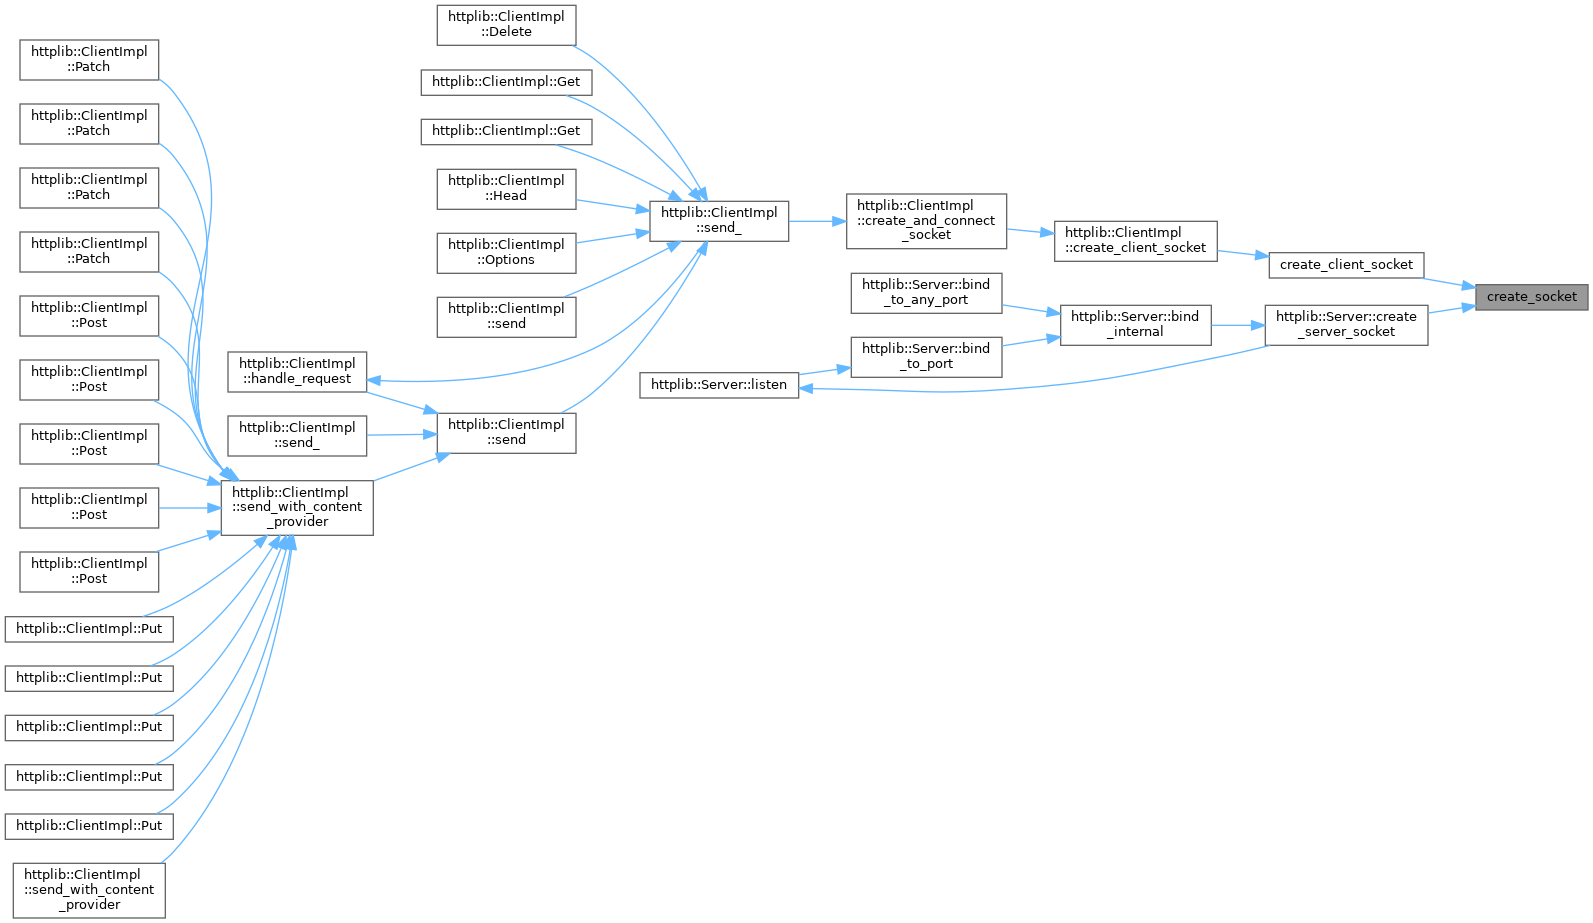 httplib::ClientImpl
::Patch
httplib::ClientImpl
::Patch
httplib::ClientImpl
::Patch
httplib::ClientImpl
::Patch
httplib::ClientImpl
::Post
httplib::ClientImpl
::Post
httplib::ClientImpl
::Post
httplib::ClientImpl
::Post
httplib::ClientImpl
::Post
httplib::ClientImpl::Put
httplib::ClientImpl::Put
httplib::ClientImpl::Put
httplib::ClientImpl::Put
httplib::ClientImpl::Put
httplib::ClientImpl
::send_with_content
_provider
httplib::ClientImpl
::handle_request
httplib::ClientImpl
::send_
httplib::ClientImpl
::send_with_content
_provider
httplib::ClientImpl
::Delete
httplib::ClientImpl::Get
httplib::ClientImpl::Get
httplib::ClientImpl
::Head
httplib::ClientImpl
::Options
httplib::ClientImpl
::send
httplib::ClientImpl
::send
httplib::ClientImpl
::send_
httplib::Server::listen
httplib::ClientImpl
::create_and_connect
_socket
httplib::Server::bind
_to_any_port
httplib::Server::bind
_to_port
httplib::ClientImpl
::create_client_socket
httplib::Server::bind
_internal
create_client_socket
httplib::Server::create
_server_socket
create_socket